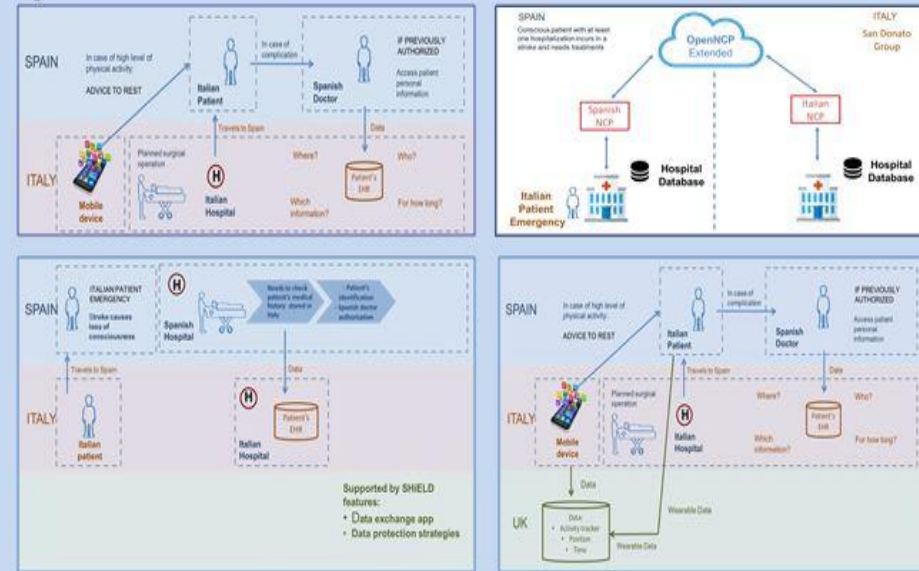 SPAIN
In case of high level of
physical activity:
ADVICE TO REST
Italian
Patient
In case of
complication
Spanish
Doctor
IF PREVIOUSLY
AUTHORIZED
Access patient
personal
information
Travels to Spain
Data
ITALY
Mobile
device
Planned surgical
operation
H
Italian
Hospital
Where?
Which
information?
Patient's
EHR
Who?
For how long?
SPAIN
Conscious patient with at least
one hospitalization incurs in a
stroke and needs treatments
OpenNCP
Extended
ITALY
San Donato
Group
Spanish
NCP
Italian
NCP
Hospital
Database
Hospital
Database
Italian
Patient
Emergency
SPAIN
ITALIAN PATIENT
EMERGENCY
Stroke causes
loss of
consciousness
H
Spanish
Hospital
Needs to check
patient's medical
history stored in
Italy
- Patient's
identification
- Spanish doctor
authorisation
Travels to Spain
Data
ITALY
Italian
patient
H
Italian
Hospital
Patient's
EHR
Supported by SHiELD
features:
• Data exchange app
• Data protection strategies
SPAIN
In case of high level of
physical activity:
ADVICE TO REST
Italian
Patient
In case of
complication
Spanish
Doctor
IF PREVIOUSLY
AUTHORIZED
Access patient
personal
information
Travels to Spain
Data
ITALY
Mobile
device
Planned surgical
operation
H
Italian
Hospital
Where?
Which
information?
Patient's
EHR
Who?
For how long?
Data
Wearable Data
UK
Data:
• Activity tracker
• Position
• Time
Wearable Data